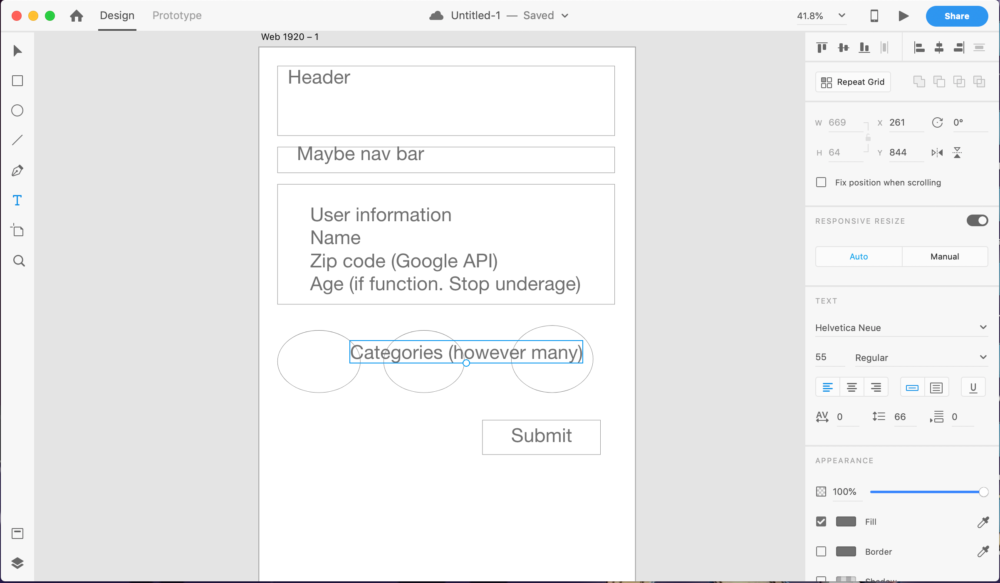 Design Prototype Untitled-1 — Saved 41.8% Share
Web 1920 – 1
Header
Maybe nav bar
User information
Name
Zip code (Google API)
Age (if function. Stop underage)
Categories (however many)
Submit
Repeat Grid
W 669 X 261 0°
H 64 Y 844
Fix position when scrolling
RESPONSIVE RESIZE
Auto Manual
TEXT
Helvetica Neue
55 Regular
U
AV 0 66 0
APPEARANCE
100%
Fill
Border
Shadow